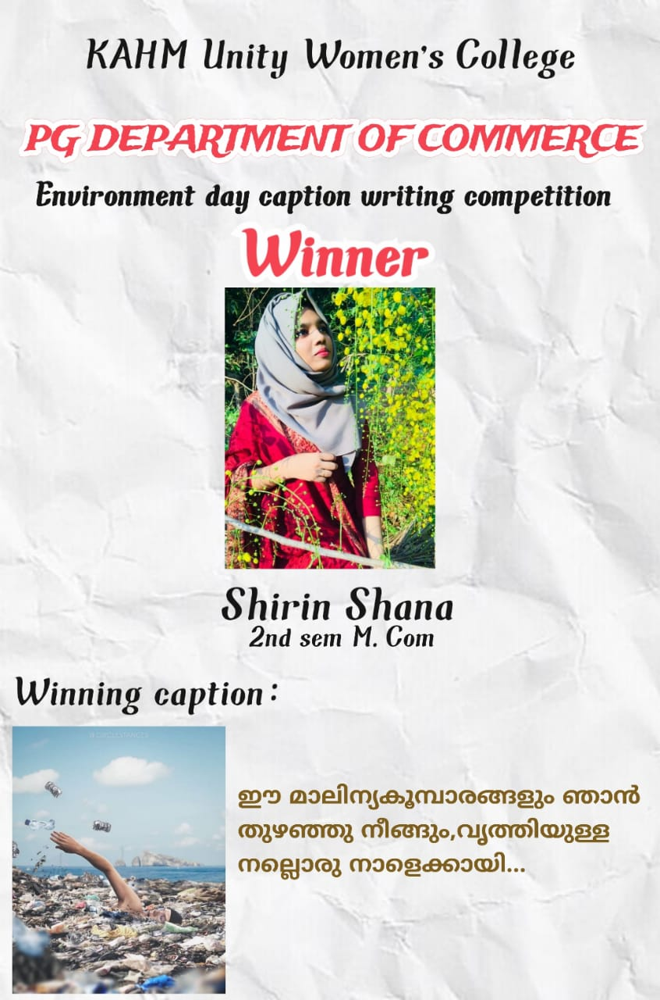 KAHM Unity Women's College
PG DEPARTMENT OF COMMERCE
Environment day caption writing competition
Winner
Shirin Shana
2nd sem M. Com
Winning caption:
ഈ മാലിന്യകൂമ്പാരങ്ങളും ഞാൻ
തുഴഞ്ഞു നീങ്ങും,വൃത്തിയുള്ള
നല്ലൊരു നാളെക്കായി...